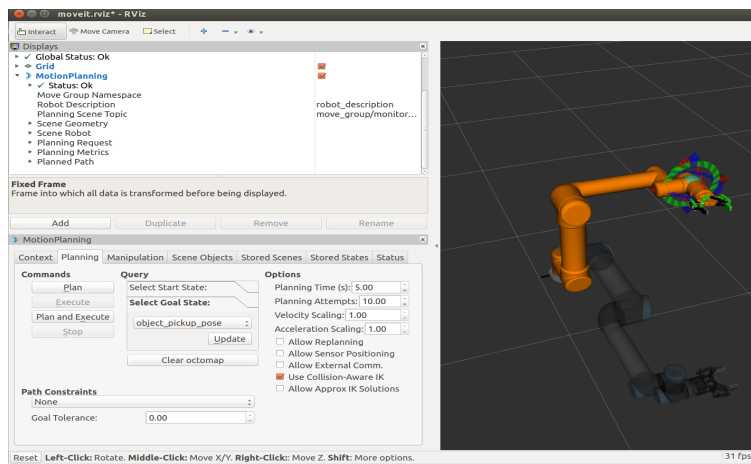 moveit.rviz* - RViz
Interact Move Camera Select
Displays
Global Status: Ok
Grid
MotionPlanning
Status: Ok
Move Group Namespace
Robot Description robot_description
Planning Scene Topic move_group/monitor...
Scene Geometry
Scene Robot
Planning Request
Planning Metrics
Planned Path
Fixed Frame
Frame into which all data is transformed before being displayed.
Add Duplicate Remove Rename
MotionPlanning
Context Planning Manipulation Scene Objects Stored Scenes Stored States Status
Commands Query Options
Plan Select Start State: Planning Time (s): 5.00
Execute Select Goal State: Planning Attempts: 10.00
Plan and Execute object_pickup_pose Velocity Scaling: 1.00
Stop Update Acceleration Scaling: 1.00
Allow Replanning
Allow Sensor Positioning
Clear octomap Allow External Comm.
Use Collision-Aware IK
Path Constraints Allow Approx IK Solutions
None
Goal Tolerance: 0.00
Reset Left-Click: Rotate. Middle-Click: Move X/Y. Right-Click:: Move Z. Shift: More options. 31 fps